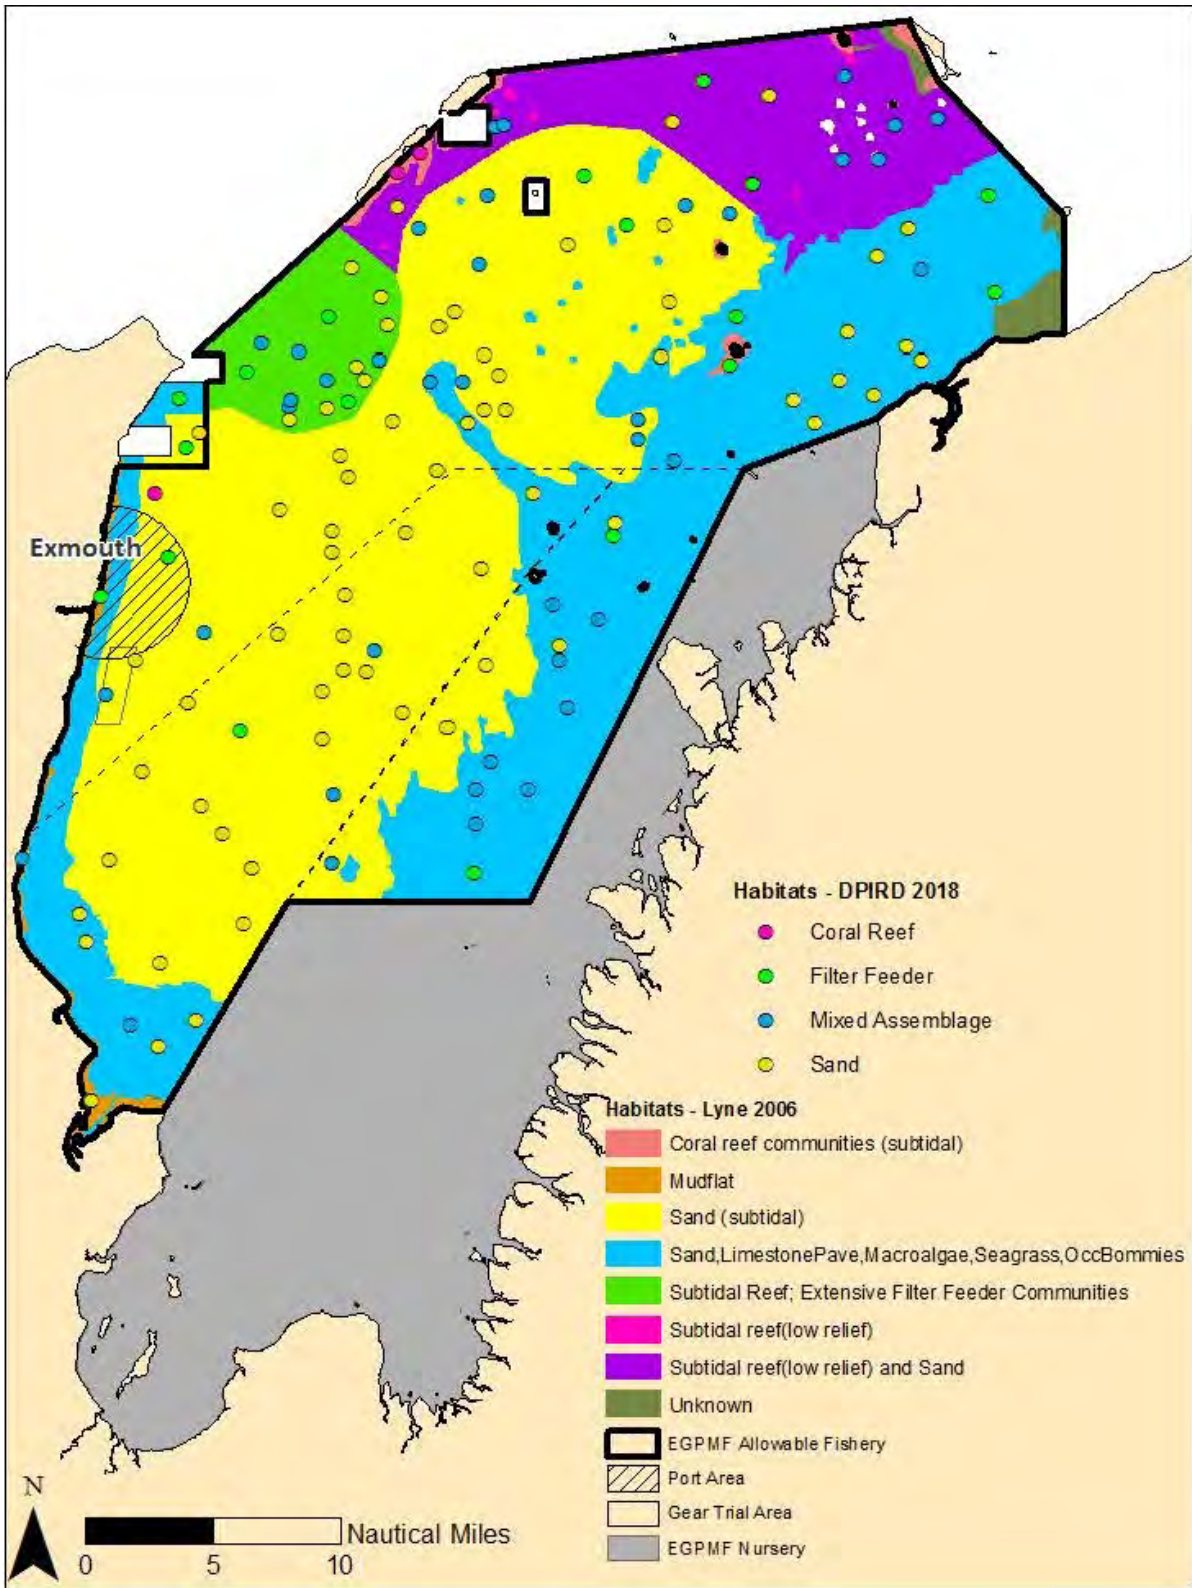 Exmouth
Habitats - DPIRD 2018
Coral Reef
Filter Feeder
Mixed Assemblage
Sand
Habitats - Lyne 2006
Coral reef communities (subtidal)
Mudflat
Sand (subtidal)
Sand,LimestonePave,Macroalgae,Seagrass,OccBommies
Subtidal Reef; Extensive Filter Feeder Communities
Subtidal reef(low relief)
Subtidal reef(low relief) and Sand
Unknown
EGPMF Allowable Fishery
Port Area
Gear Trial Area
EGPMF Nursery
N
Nautical Miles
0 5 10